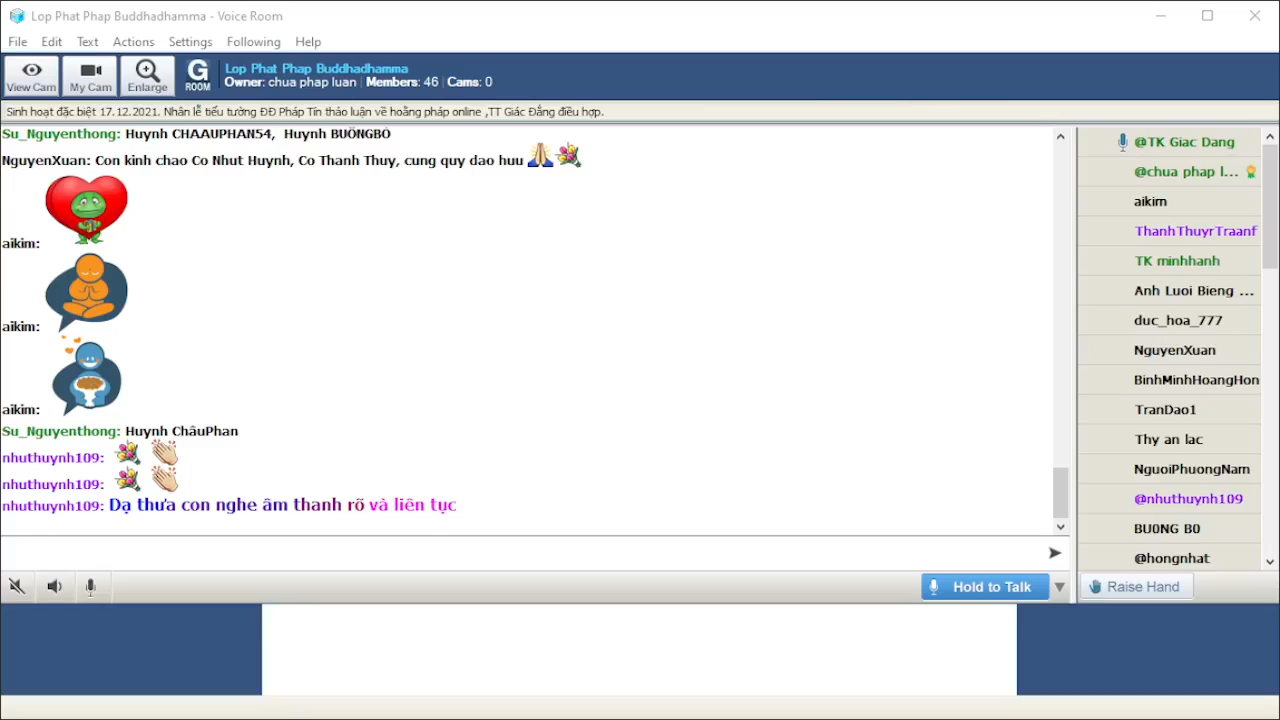 Lop Phat Phap Buddhadhamma - Voice Room
File Edit Text Actions Settings Following Help
View Cam My Cam Enlarge G ROOM
Lop Phat Phap Buddhadhamma
Owner: chua phap luan | Members: 46 | Cams: 0
Sinh hoạt đặc biệt 17.12.2021. Nhân lễ tiểu tường ĐĐ Pháp Tín thảo luận về hoằng pháp online ,TT Giác Đẳng điều hợp.
Su_Nguyenthong: Huynh CHAAUPHAN54, Huynh BUÔNGBỎ
NguyenXuan: Con kinh chao Co Nhut Huynh, Co Thanh Thuy, cung quy dao huu
aikim:
aikim:
aikim:
Su_Nguyenthong: Huynh ChâuPhan
nhuthuynh109:
nhuthuynh109:
nhuthuynh109: Dạ thưa con nghe âm thanh rõ và liên tục
@TK Giac Dang
@chua phap l...
aikim
ThanhThuyrTraanf
TK minhhanh
Anh Luoi Bieng ...
duc_hoa_777
NguyenXuan
BinhMinhHoangHon
TranDao1
Thy an lac
NguoiPhuongNam
@nhuthuynh109
BU0NG B0
@hongnhat
Hold to Talk
Raise Hand